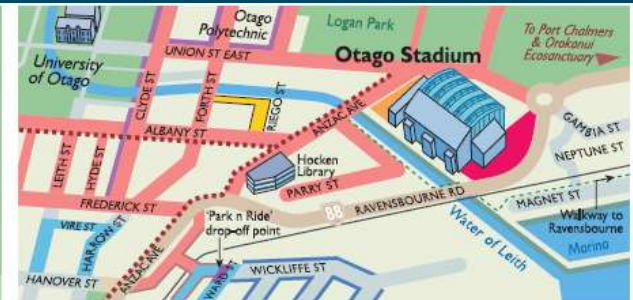 Otago
Polytechnic
Logan Park
To Port Chalmers
& Orokonui
Ecosanctuary
UNION ST EAST
Otago Stadium
University
of Otago
CLYDE ST
FORTH ST
RIEGO ST
ANZAC AVE
GAMBIA ST
ALBANY ST
NEPTUNE ST
LEITH ST
HYDE ST
Hocken
Library
PARRY ST
MAGNET ST
FREDERICK ST
88
RAVENSBOURNE RD
Walkway to
Ravensbourne
'Park n Ride'
drop-off point
Water of Leith
VIRE ST
HARROW ST
ANZAC AVE
Marina
HANOVER ST
WARD ST
WICKLIFFE ST